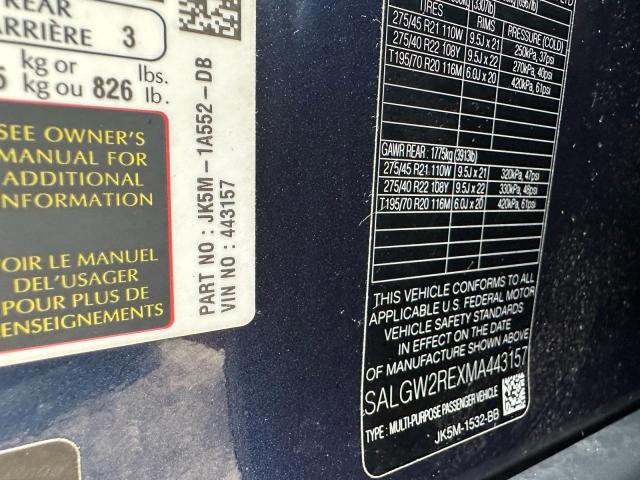 REAR
ARRIÈRE 3
kg or
kg ou 826 lbs.
lb.
SEE OWNER'S
MANUAL FOR
ADDITIONAL
INFORMATION
VOIR LE MANUEL
DEL'USAGER
POUR PLUS DE
RENSEIGNEMENTS
PART NO : JK5M – 1A552 – DB
VIN NO : 443157
TIRES RIMS PRESSURE (COLD)
275/45 R21 110W 9.5J x 21 250kPa, 37psi
275/40 R22 108Y 9.5J x 22 270kPa, 40psi
T195/70 R20 116M 6.0J x 20 420kPa, 61psi
GAWR REAR : 1775kg (3913lb)
275/45 R21 110W 9.5J x 21 320kPa, 47psi
275/40 R22 108Y 9.5J x 22 330kPa, 48psi
T195/70 R20 116M 6.0J x 20 420kPa, 61psi
THIS VEHICLE CONFORMS TO ALL
APPLICABLE U.S. FEDERAL MOTOR
VEHICLE SAFETY STANDARDS
IN EFFECT ON THE DATE
OF MANUFACTURE SHOWN ABOVE
SALGW2REXMA443157
TYPE : MULTI-PURPOSE PASSENGER VEHICLE
JK5M-1532-BB